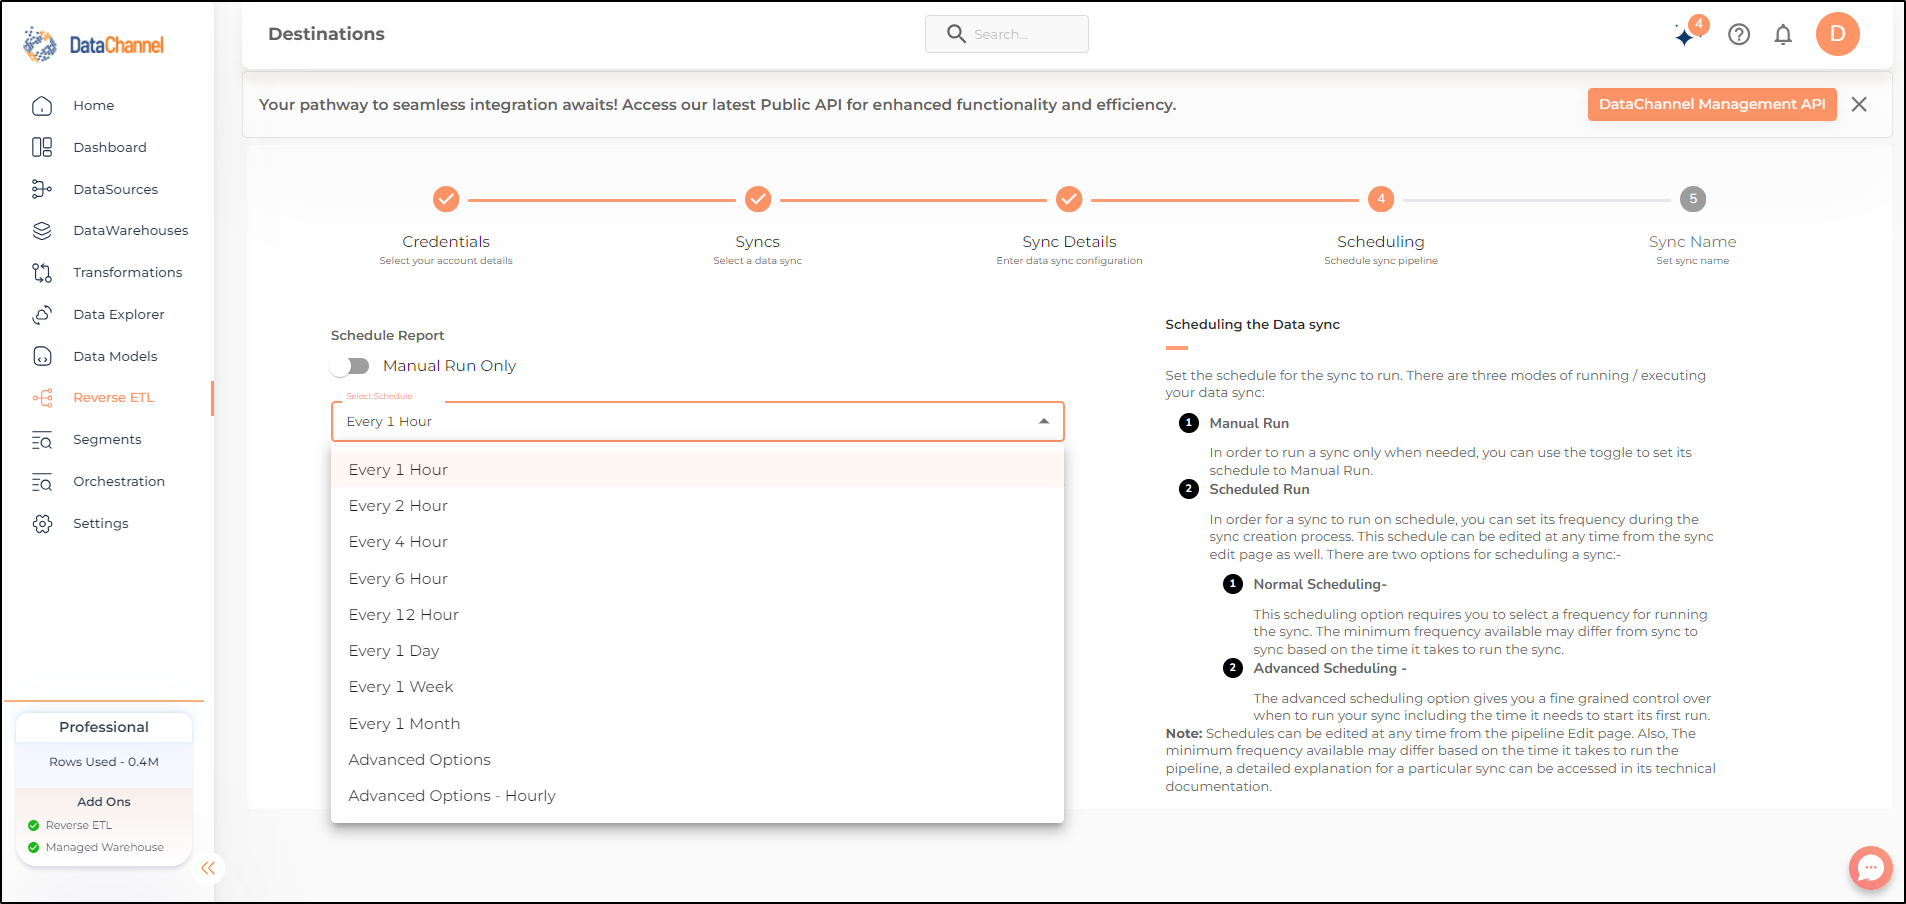 DataChannel
Destinations
Search...
4
D
Your pathway to seamless integration awaits! Access our latest Public API for enhanced functionality and efficiency.
DataChannel Management API
Home
Dashboard
DataSources
DataWarehouses
Transformations
Data Explorer
Data Models
Reverse ETL
Segments
Orchestration
Settings
Professional
Rows Used - 0.4M
Add Ons
Reverse ETL
Managed Warehouse
Credentials
Select your account details
Syncs
Select a data sync
Sync Details
Enter data sync configuration
4
Scheduling
Schedule sync pipeline
5
Sync Name
Set sync name
Schedule Report
Manual Run Only
Select Schedule
Every 1 Hour
Every 1 Hour
Every 2 Hour
Every 4 Hour
Every 6 Hour
Every 12 Hour
Every 1 Day
Every 1 Week
Every 1 Month
Advanced Options
Advanced Options - Hourly
Scheduling the Data sync
Set the schedule for the sync to run. There are three modes of running / executing
your data sync:
1 Manual Run
In order to run a sync only when needed, you can use the toggle to set its
schedule to Manual Run.
2 Scheduled Run
In order for a sync to run on schedule, you can set its frequency during the
sync creation process. This schedule can be edited at any time from the sync
edit page as well. There are two options for scheduling a sync:-
1 Normal Scheduling-
This scheduling option requires you to select a frequency for running
the sync. The minimum frequency available may differ from sync to
sync based on the time it takes to run the sync.
2 Advanced Scheduling -
The advanced scheduling option gives you a fine grained control over
when to run your sync including the time it needs to start its first run.
Note: Schedules can be edited at any time from the pipeline Edit page. Also, The
minimum frequency available may differ based on the time it takes to run the
pipeline, a detailed explanation for a particular sync can be accessed in its technical
documentation.